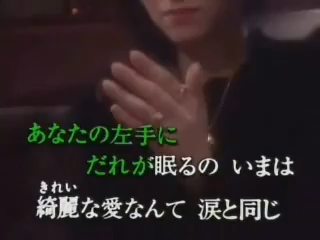 あなたの左手に
だれが眠るの いまは
きれい
綺麗な愛なんて 涙と同じ